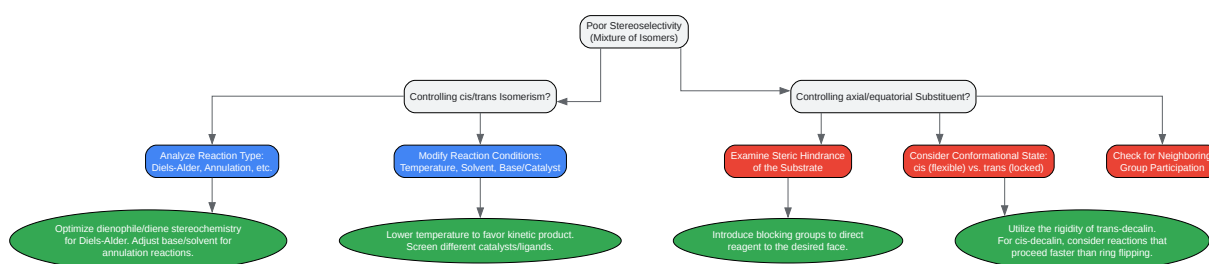 Poor Stereoselectivity
(Mixture of Isomers)
Controlling cis/trans Isomerism?
Controlling axial/equatorial Substituent?
Analyze Reaction Type:
Diels-Alder, Annulation, etc.
Modify Reaction Conditions:
Temperature, Solvent, Base/Catalyst
Examine Steric Hindrance
of the Substrate
Consider Conformational State:
cis (flexible) vs. trans (locked)
Check for Neighboring
Group Participation
Optimize dienophile/diene stereochemistry
for Diels-Alder. Adjust base/solvent for
annulation reactions.
Lower temperature to favor kinetic product.
Screen different catalysts/ligands.
Introduce blocking groups to direct
reagent to the desired face.
Utilize the rigidity of trans-decalin.
For cis-decalin, consider reactions that
proceed faster than ring flipping.